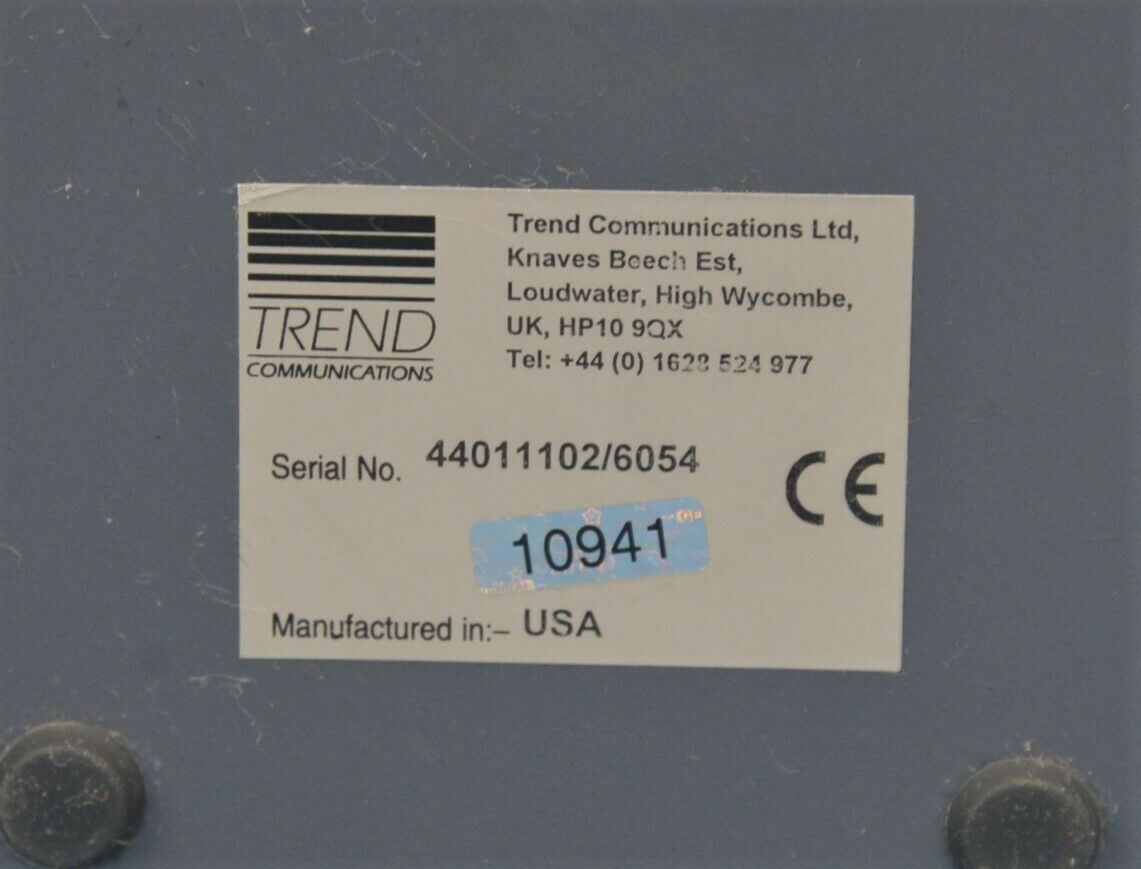 TREND
COMMUNICATIONS
Trend Communications Ltd,
Knaves Beech Est,
Loudwater, High Wycombe,
UK, HP10 9QX
Tel: +44 (0) 1628 524 977
Serial No. 44011102/6054
CE
10941
Manufactured in:– USA